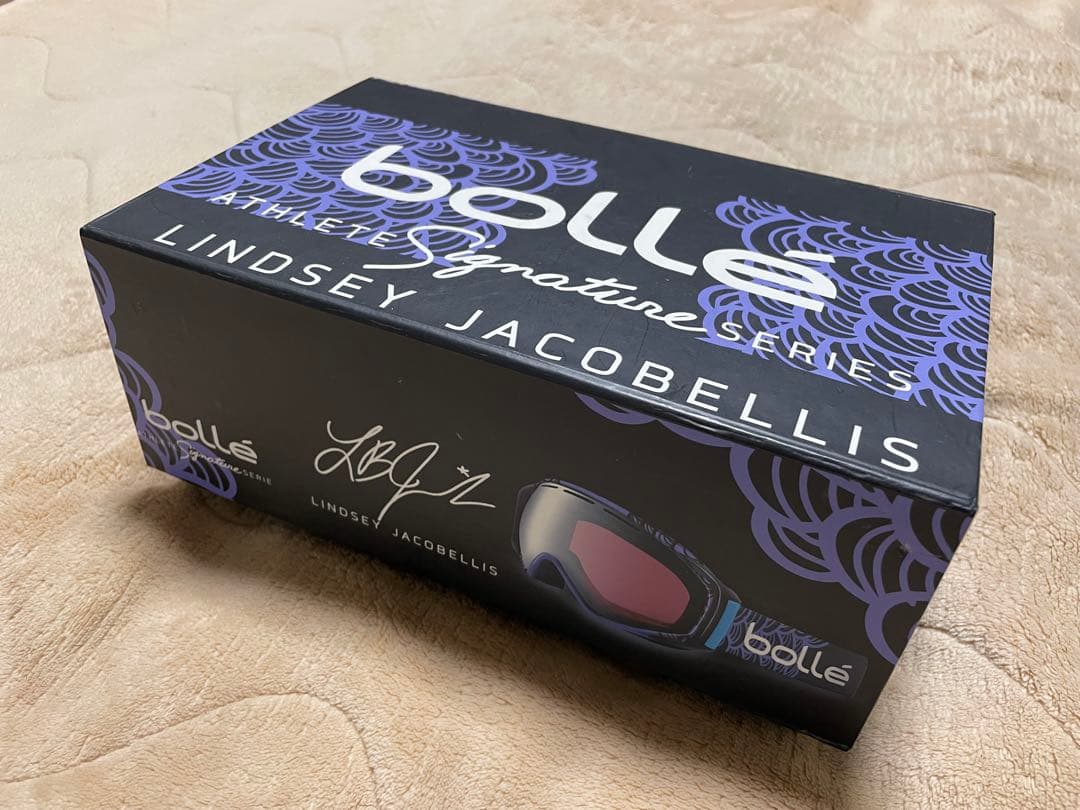 bollé
ATHLETE Signature SERIES
LINDSEY JACOBELLIS
bollé
Signature SERIE
LINDSEY JACOBELLIS
bollé